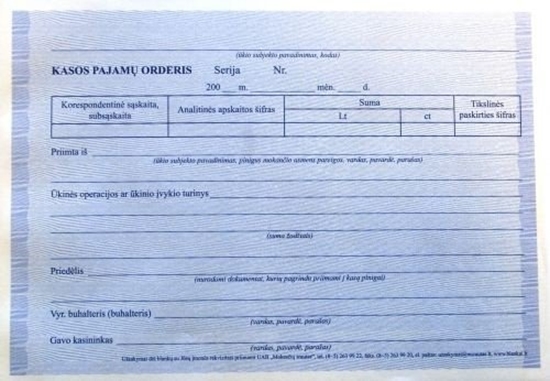 (ūkio subjekto pavadinimas, kodas)
KASOS PAJAMŲ ORDERIS Serija Nr.
200 m. mėn. d.
Korespondentinė sąskaita, subsąskaita
Analitinės apskaitos šifras
Suma
Lt
ct
Tikslinės paskirties šifras
Priimta iš
(ūkio subjekto pavadinimas, pinigus mokančio asmens pareigos, vardas, pavardė, parašas)
Ūkinės operacijos ar ūkinio įvykio turinys
(suma žodžiais)
Priedėlis
(nurodomi dokumentai, kurių pagrindu priimami į kasą pinigai)
Vyr. buhalteris (buhalteris)
(vardas, pavardė, parašas)
Gavo kasininkas
(vardas, pavardė, parašas)